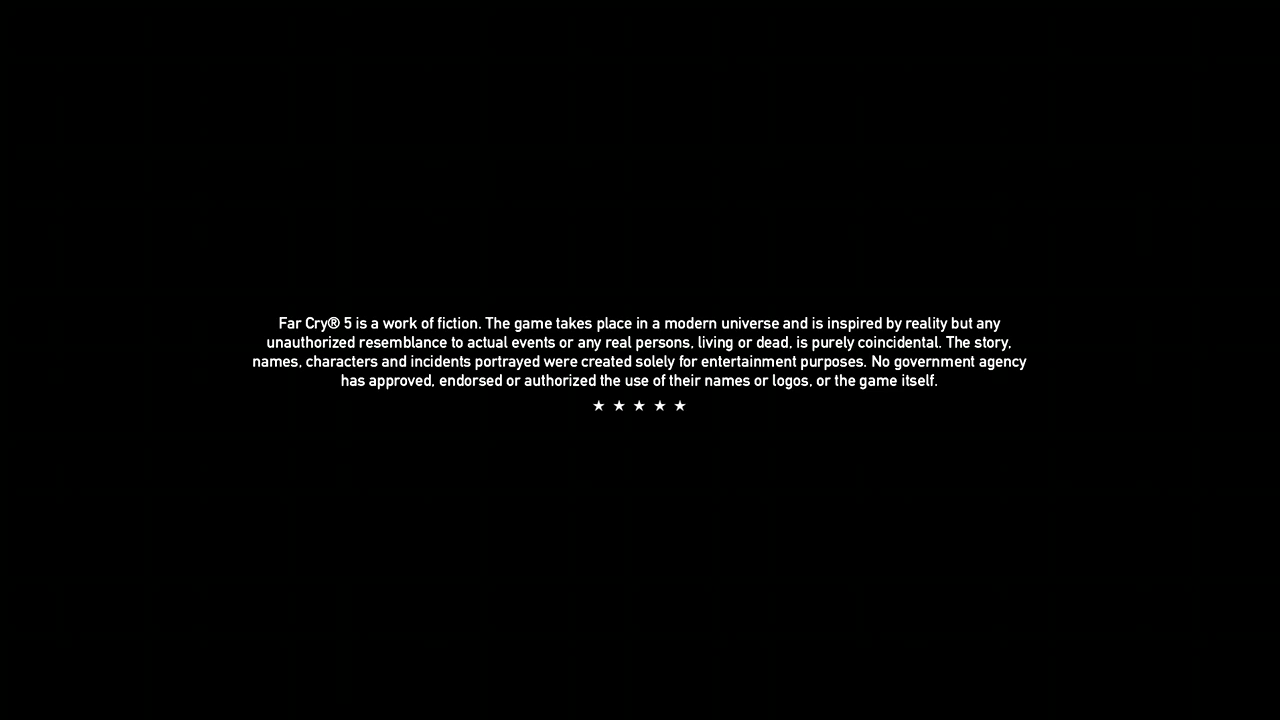 Far Cry® 5 is a work of fiction. The game takes place in a modern universe and is inspired by reality but any
unauthorized resemblance to actual events or any real persons, living or dead, is purely coincidental. The story,
names, characters and incidents portrayed were created solely for entertainment purposes. No government agency
has approved, endorsed or authorized the use of their names or logos, or the game itself.
★ ★ ★ ★ ★